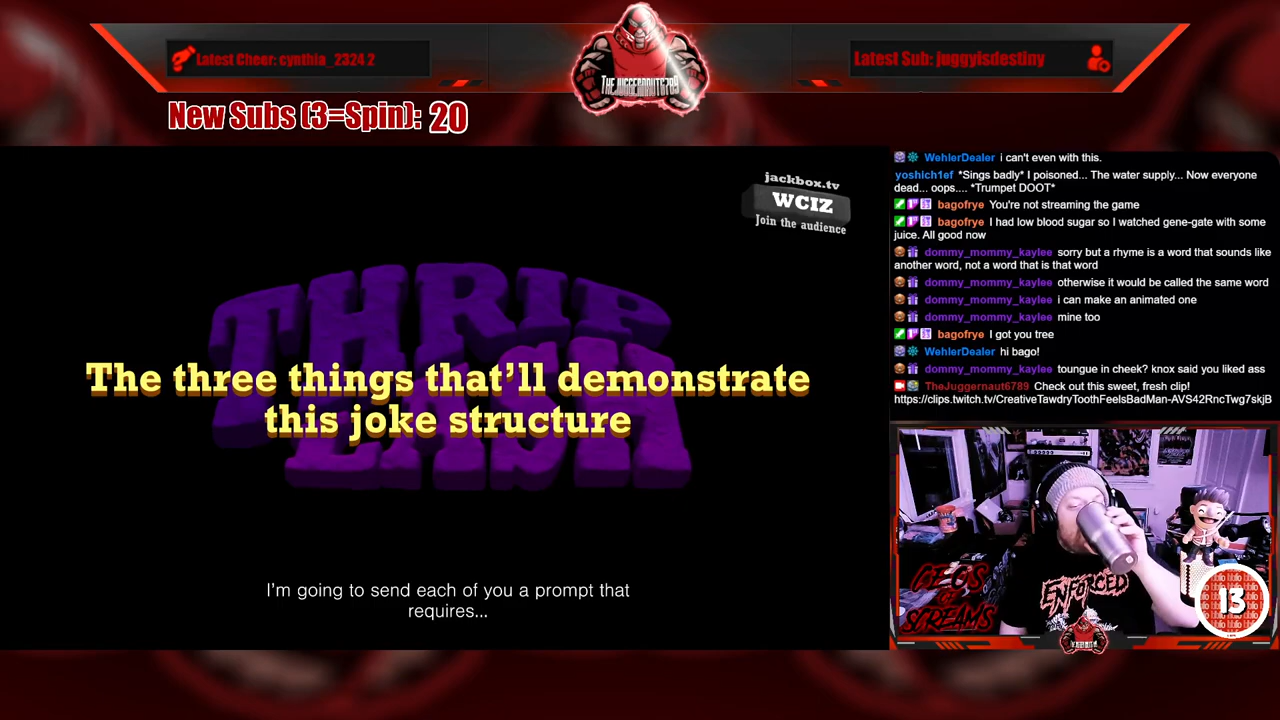 Latest Cheer: cynthia_2324 2
THEJUGGERNAUT6789
Latest Sub: juggyisdestiny
New Subs (3=Spin): 20
jackbox.tv
WCIZ
Join the audience
THRIP
LASH
The three things that'll demonstrate
this joke structure
I'm going to send each of you a prompt that
requires...
WehlerDealer i can't even with this.
yoshich1ef *Sings badly* I poisoned... The water supply... Now everyone
dead... oops.... *Trumpet DOOT*
bagofrye You're not streaming the game
bagofrye I had low blood sugar so I watched gene-gate with some
juice. All good now
dommy_mommy_kaylee sorry but a rhyme is a word that sounds like
another word, not a word that is that word
dommy_mommy_kaylee otherwise it would be called the same word
dommy_mommy_kaylee i can make an animated one
dommy_mommy_kaylee mine too
bagofrye I got you tree
WehlerDealer hi bago!
dommy_mommy_kaylee toungue in cheek? knox said you liked ass
TheJuggernaut6789 Check out this sweet, fresh clip!
https://clips.twitch.tv/CreativeTawdryToothFeelsBadMan-AVS42RncTwg7skjB
ENFORCED
SCREAMS
13